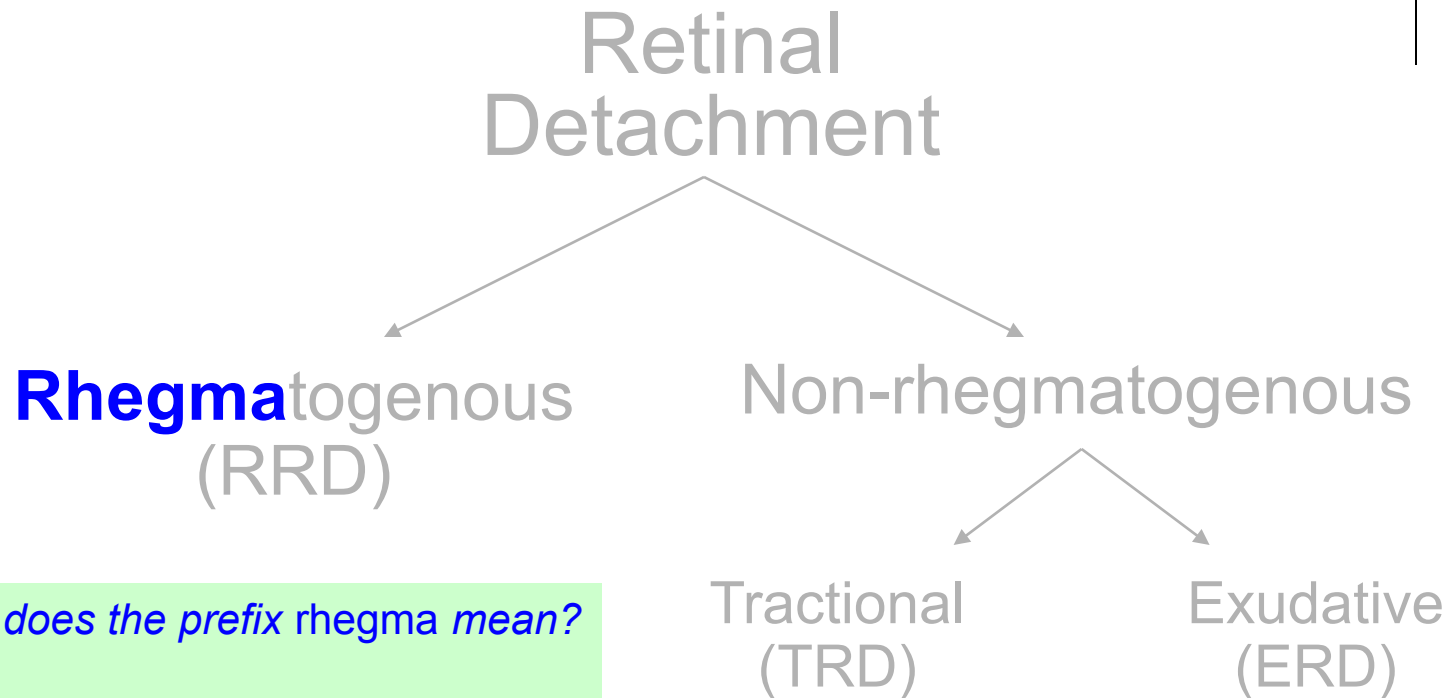 Retinal
Detachment
Rhegmatogenous
(RRD)
Non-rhegmatogenous
does the prefix rhegma mean?
Tractional
(TRD)
Exudative
(ERD)